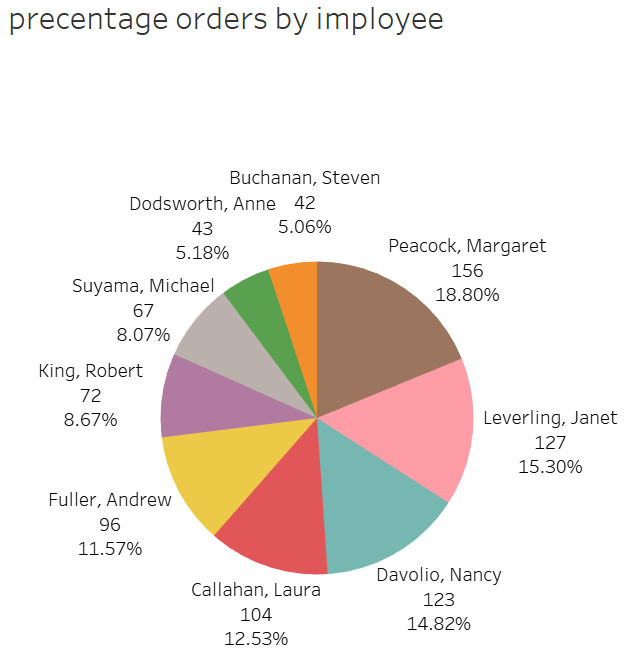 precentage orders by imployee
Buchanan, Steven
42
5.06%
Dodsworth, Anne
43
5.18%
Peacock, Margaret
156
18.80%
Suyama, Michael
67
8.07%
King, Robert
72
8.67%
Leverling, Janet
127
15.30%
Fuller, Andrew
96
11.57%
Davolio, Nancy
123
14.82%
Callahan, Laura
104
12.53%